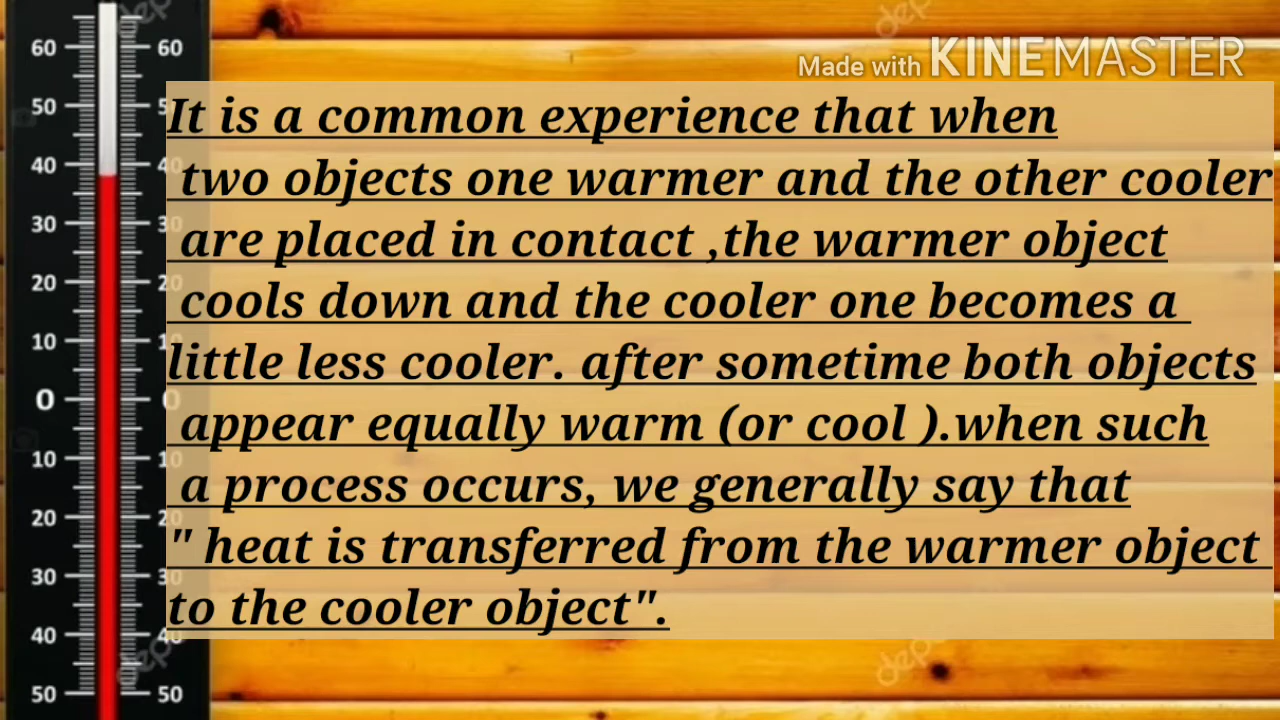 Made with KINEMASTER
It is a common experience that when
two objects one warmer and the other cooler
are placed in contact ,the warmer object
cools down and the cooler one becomes a
little less cooler. after sometime both objects
appear equally warm (or cool ).when such
a process occurs, we generally say that
" heat is transferred from the warmer object
to the cooler object".
60 60
50 5
40 40
30 30
20 20
10 10
0 0
10 10
20 20
30 30
40 40
50 50